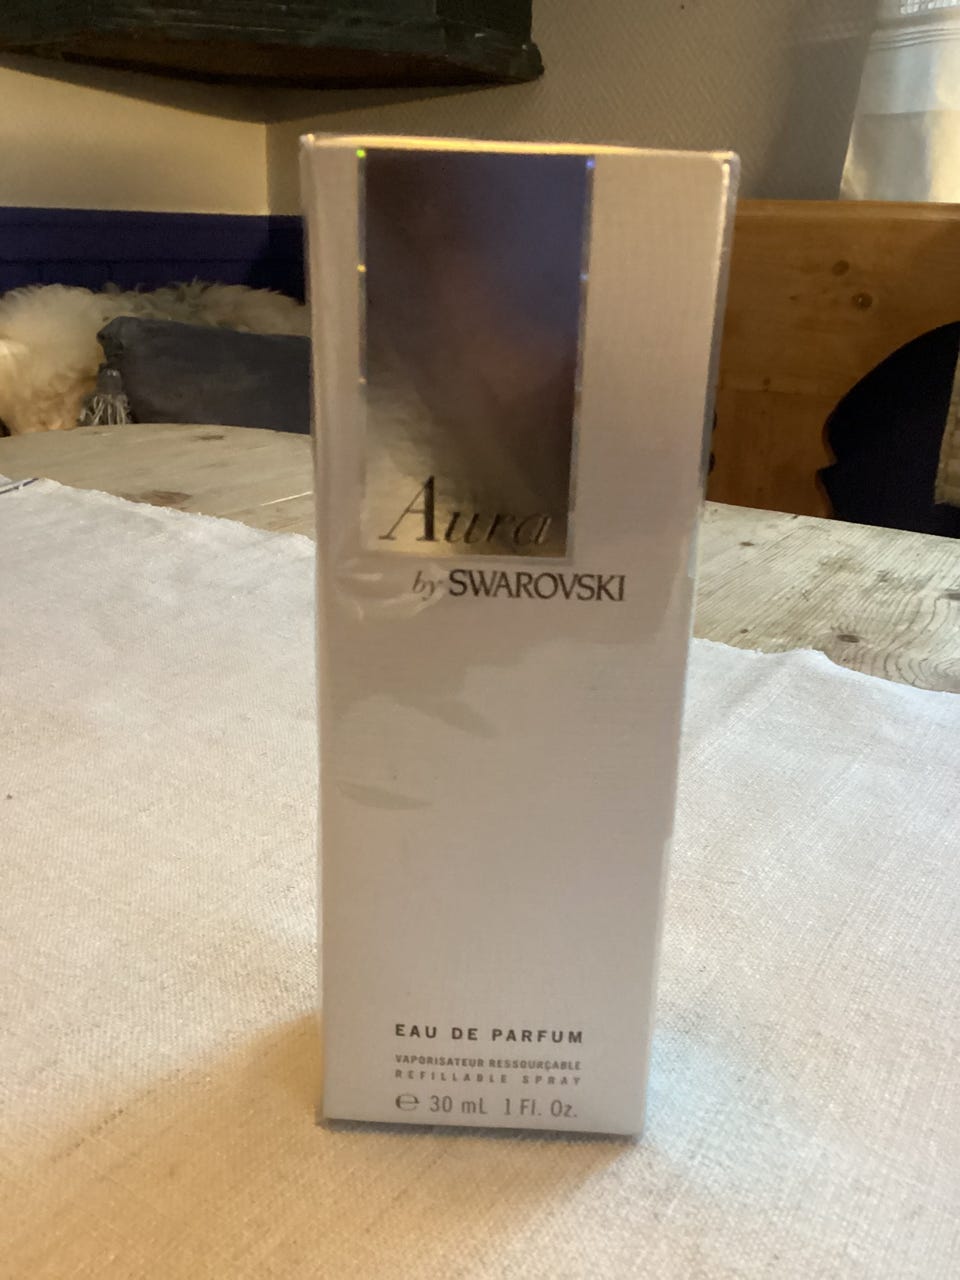 Aura
by SWAROVSKI
EAU DE PARFUM
VAPORISATEUR RESSOURÇABLE
REFILLABLE SPRAY
℮ 30 mL 1 Fl. Oz.